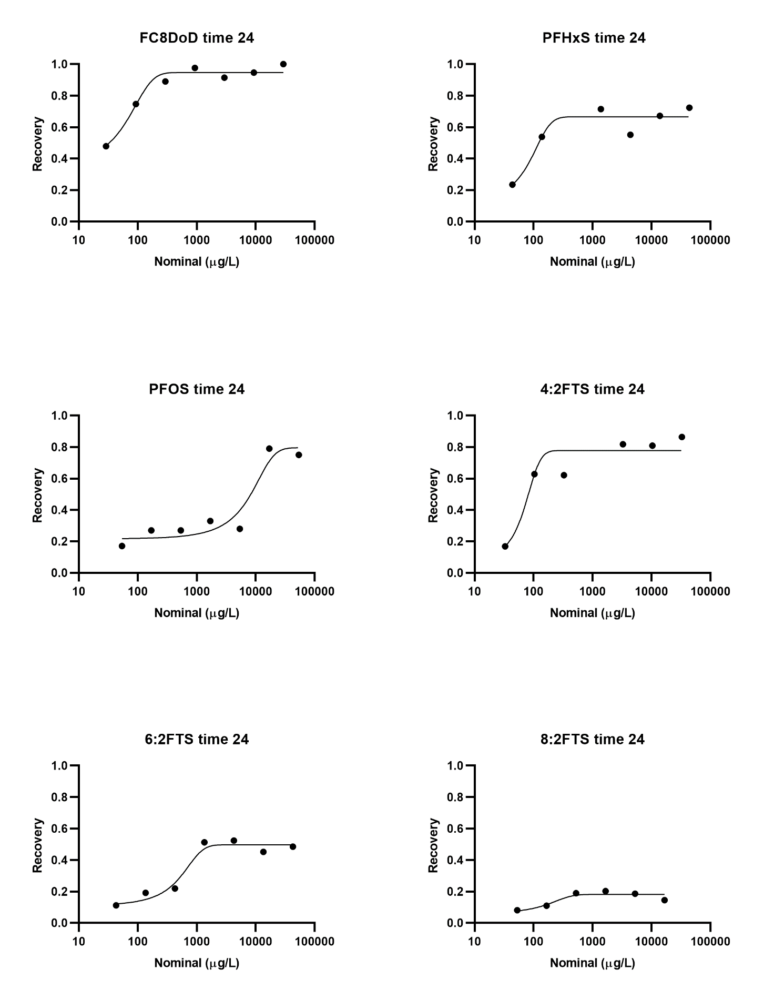 FC8DoD time 24
1.0
0.8
0.6
0.4
0.2
0.0
Recovery
10 100 1000 10000 100000
Nominal (μg/L)
PFHxS time 24
1.0
0.8
0.6
0.4
0.2
0.0
Recovery
10 100 1000 10000 100000
Nominal (μg/L)
PFOS time 24
1.0
0.8
0.6
0.4
0.2
0.0
Recovery
10 100 1000 10000 100000
Nominal (μg/L)
4:2FTS time 24
1.0
0.8
0.6
0.4
0.2
0.0
Recovery
10 100 1000 10000 100000
Nominal (μg/L)
6:2FTS time 24
1.0
0.8
0.6
0.4
0.2
0.0
Recovery
10 100 1000 10000 100000
Nominal (μg/L)
8:2FTS time 24
1.0
0.8
0.6
0.4
0.2
0.0
Recovery
10 100 1000 10000 100000
Nominal (μg/L)